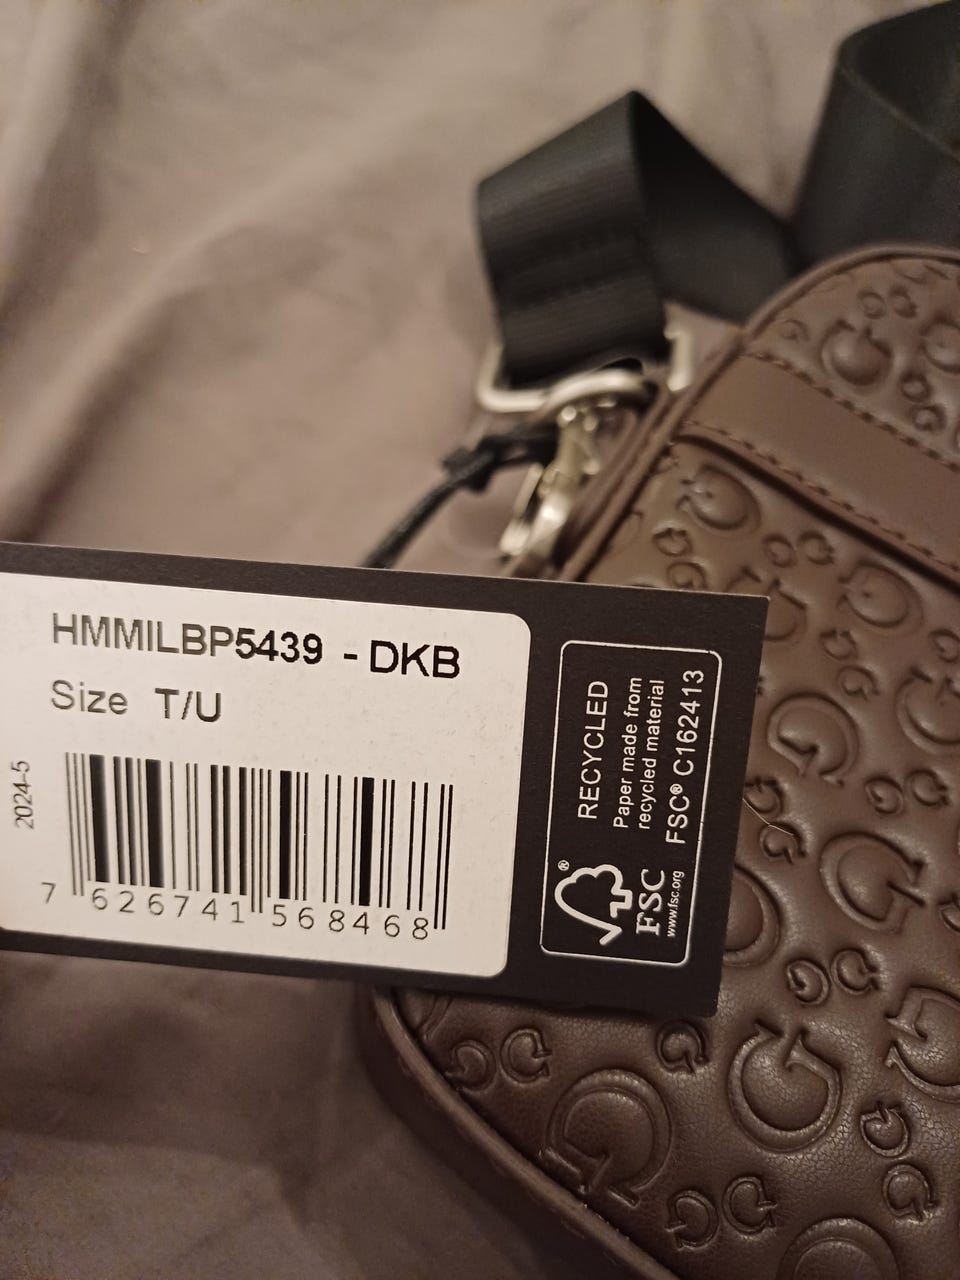 HMMILBP5439 - DKB
Size T/U
2024-5
7 626741 568468
RECYCLED
Paper made from
recycled material
FSC® C162413
FSC
®
www.fsc.org